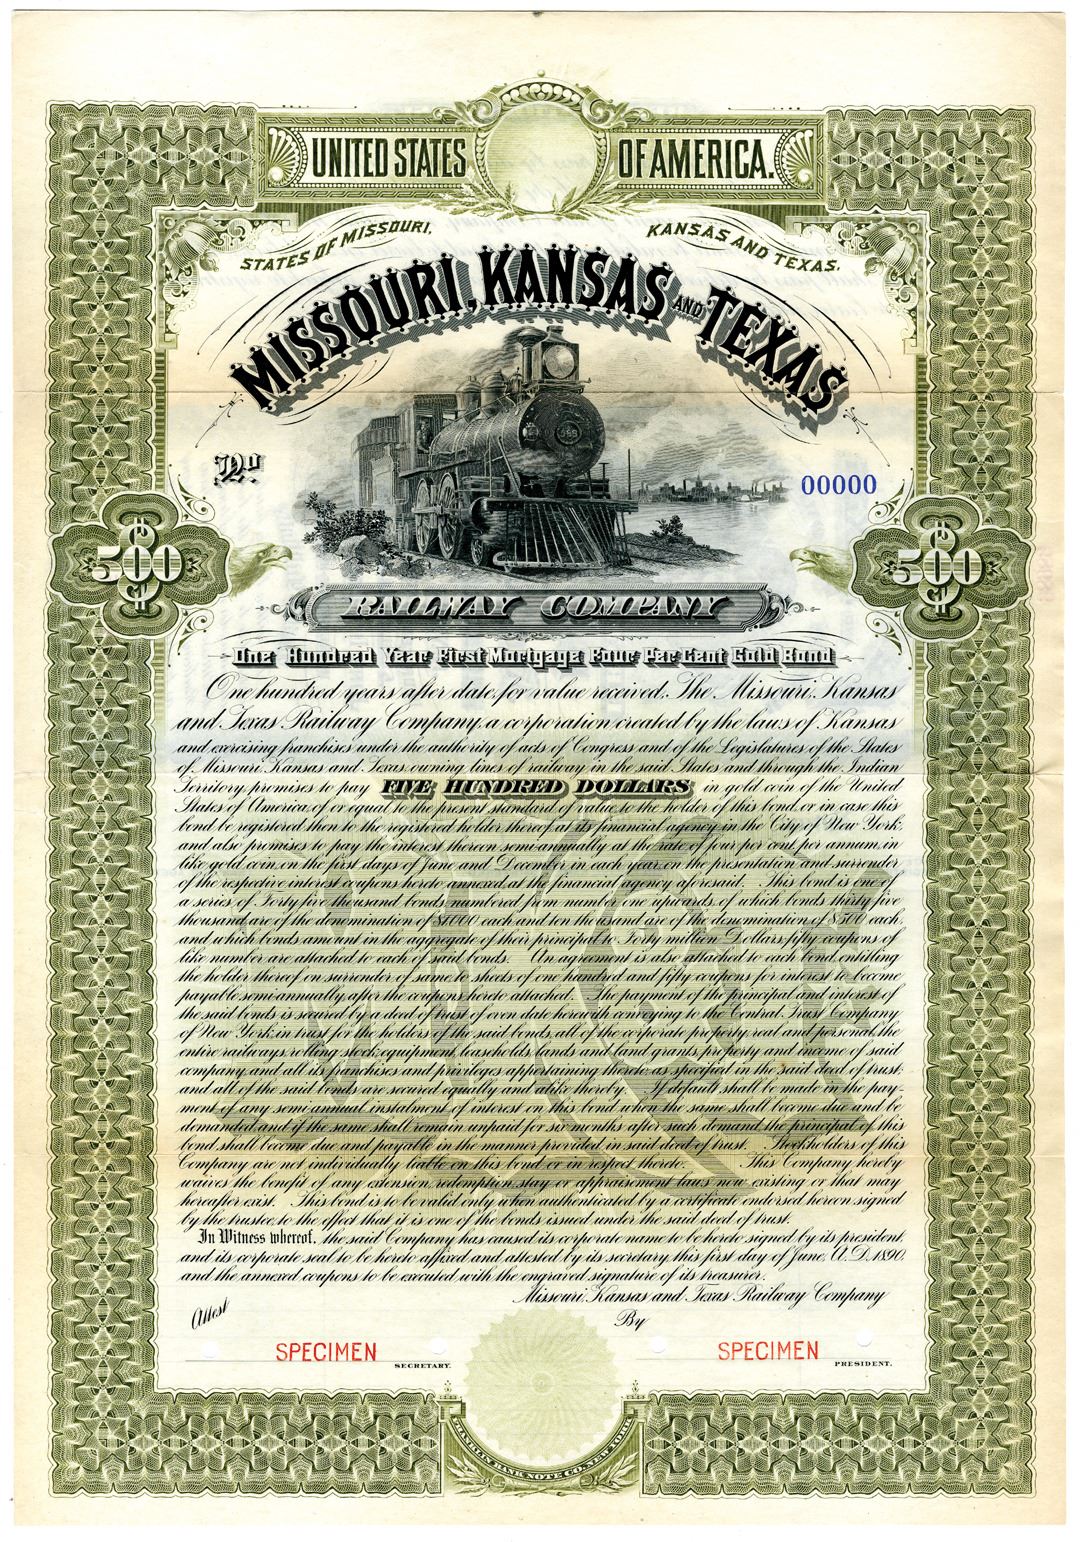 UNITED STATES OF AMERICA.
STATES OF MISSOURI, KANSAS AND TEXAS.
MISSOURI, KANSAS AND TEXAS
No 00000
500 500
RAILWAY COMPANY
One Hundred Year First Mortgage Four Per Cent Gold Bond
One hundred years after date, for value received, The Missouri, Kansas
and Texas Railway Company, a corporation created by the laws of Kansas
and exercising franchises under the authority of acts of Congress and of the Legislatures of the States
of Missouri, Kansas and Texas, owning lines of railway in the said States and through the Indian
Territory, promises to pay FIVE HUNDRED DOLLARS in gold coin of the United
States of America, of or equal to the present standard of value, to the holder of this bond, or in case this
bond be registered then to the registered holder thereof, at its financial agency in the City of New York;
and also promises to pay the interest thereon semi-annually at the rate of four per cent. per annum, in
like gold coin, on the first days of June and December in each year, on the presentation and surrender
of the respective interest coupons hereto annexed, at the financial agency aforesaid. This bond is one of
a series of Forty five thousand bonds numbered from number one upwards, of which bonds thirty five
thousand are of the denomination of $1000 each and ten thousand are of the denomination of $500 each,
and which bonds amount in the aggregate of their principal to Forty million Dollars, fifty coupons of
like number are attached to each of said bonds. An agreement is also attached to each bond, entitling
the holder thereof on surrender of same to sheets of one hundred and fifty coupons for interest to become
payable semi-annually, after the coupons hereto attached. The payment of the principal and interest of
the said bonds is secured by a deed of trust of even date herewith conveying to the Central Trust Company
of New York, in trust for the holders of the said bonds, all of the corporate property, real and personal, the
entire railways, rolling stock, equipment, leaseholds, lands and land grants, property and income of said
company, and all its franchises and privileges appertaining thereto, as specified in the said deed of trust;
and all of the said bonds are secured equally and alike thereby. If default shall be made in the pay-
ment of any semi-annual instalment of interest on this bond when the same shall become due and be
demanded and if the same shall remain unpaid for six months after such demand the principal of this
bond shall become due and payable in the manner provided in said deed of trust. Stockholders of this
Company are not individually liable on this bond or in respect thereto. This Company hereby
waives the benefit of any extension, redemption, stay or appraisement laws now existing or that may
hereafter exist. This bond is to be valid only when authenticated by a certificate endorsed hereon signed
by the trustee, to the effect that it is one of the bonds issued under the said deed of trust.
In Witness whereof, the said Company has caused its corporate name to be hereto signed by its president,
and its corporate seal to be hereto affixed and attested by its secretary, this first day of June, A.D. 1890,
and the annexed coupons to be executed with the engraved signature of its treasurer.
Missouri, Kansas and Texas Railway Company
Attest By
SPECIMEN SECRETARY. SPECIMEN PRESIDENT.
FRANKLIN BANK NOTE CO. NEW YORK